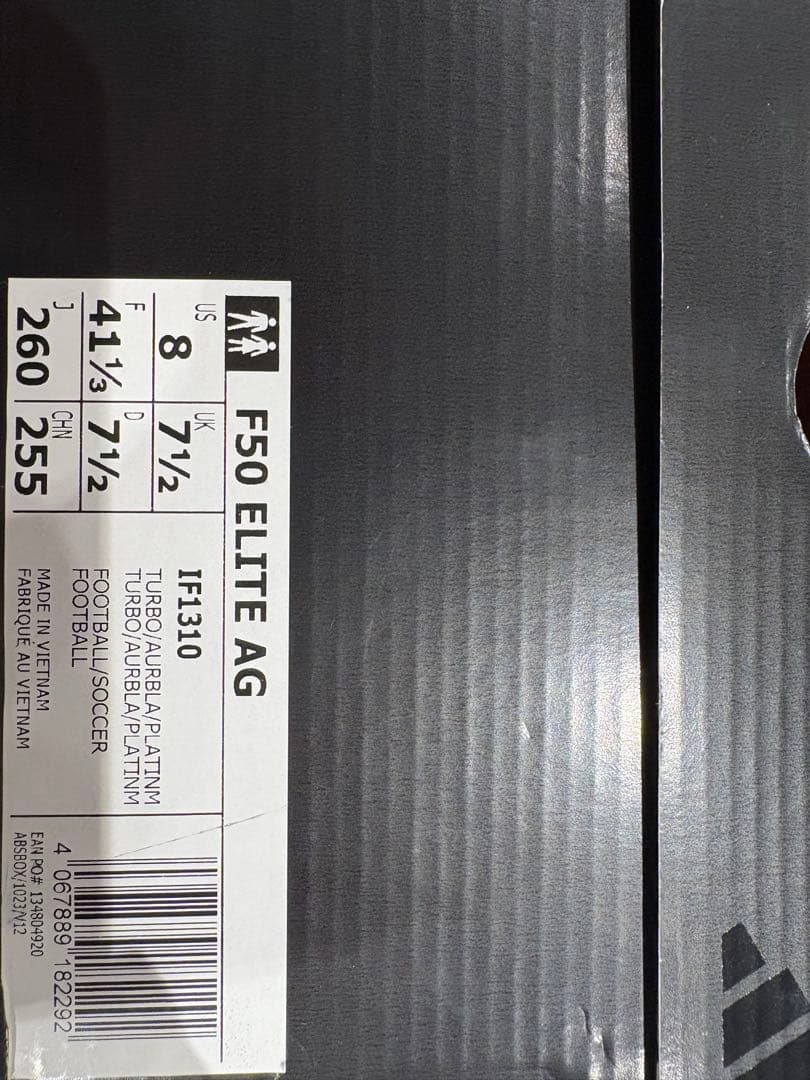 F50 ELITE AG
US 8 UK 7½
F 41⅓ D 7½
J 260 CHN 255
IF1310
TURBO/AURBLA/PLATINM
TURBO/AURBLA/PLATINM
FOOTBALL/SOCCER
FOOTBALL
MADE IN VIETNAM
FABRIQUÉ AU VIETNAM
4 067889 182292
EAN PO# 134804920
ABSBOX/1023/V12